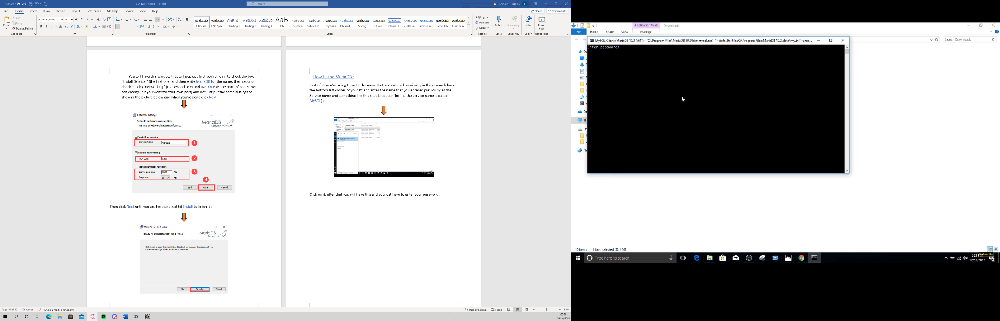 AutoSave Off
SAE_Notice.docx - Word
Search
Romain CHARLES RC
File Home Insert Draw Design Layout References Mailings Review View Help
Share Comments
Paste
Cut
Copy
Format Painter
Calibri (Body) 12
AaBbCcDc AaBbCcDc AaBbC( AaBbCcE AaBbCcD AaB AaBbCcE AaBbCcDı AaBbCcDı AaBbCcDı AaBbCcDc AaBbCcDı AaBbCcDı AABBCCDE AABBCCDE AaBbCcDı AaBbCcDc
¶ Normal ¶ No Spac... Heading 1 Heading 2 Heading 3 Title Subtitle Subtle Em... Emphasis Intense E... Strong Quote Intense Q... Subtle Ref... Intense Re... Book Title ¶ List Para...
Find
Replace
Select
Dictate
Sensitivity
Editor
Reuse Files
Clipboard Font Paragraph Styles Editing Voice Sensitivity Editor Reuse Files
You will have this window that will pop up , first you're going to check the box
"Install Service " (the first one) and then write MariaDB for the name, then second
check "Enable networking" (the second one) and use 3306 as the port (of course you
can change it if you want for your own port) and last just put the same settings as
show in the picture below and when you're done click Next :
Database settings
Default instance properties
MariaDB 10.4 (x64) database configuration
MariaDB
Server
Install as service
Service Name: MariaDB
1
Enable networking
TCP port: 3306
2
Innodb engine settings
Buffer pool size: 1009 MB
3
Page size: 16 KB
4
Back Next Cancel
Then click Next until you are here and just hit Install to finish it :
MariaDB 10.4 (x64) Setup
Ready to install MariaDB 10.4 (x64)
MariaDB
Server
Click Install to begin the installation. Click Back to review or change any of your
installation settings. Click Cancel to exit the wizard.
Back Install Cancel
How to use MariaDB :
First of all you're going to write the name that you entered previously in the research bar on
the bottom left corner of your Pc and enter the name that you entered previously as the
Service name and something like this should appear (for me the service name is called
MySQL) :
Click on it, after that you will have this and you just have to enter your password :
Page 10 of 10 576 words English (United Kingdom)
Display Settings Focus 110%
09:50
29/10/2021
Application Tools Downloads
File Home Share View Manage
Search Downloads
MySQL Client (MariaDB 10.2 (x64)) - "C:\Program Files\MariaDB 10.2\bin\mysql.exe" "--defaults-file=C:\Program Files\MariaDB 10.2\data\my.ini" -uroo...
Enter password:
10 items 1 item selected 52.1 MB
Type here to search
Subscribe
5:23
12/10/2017
2